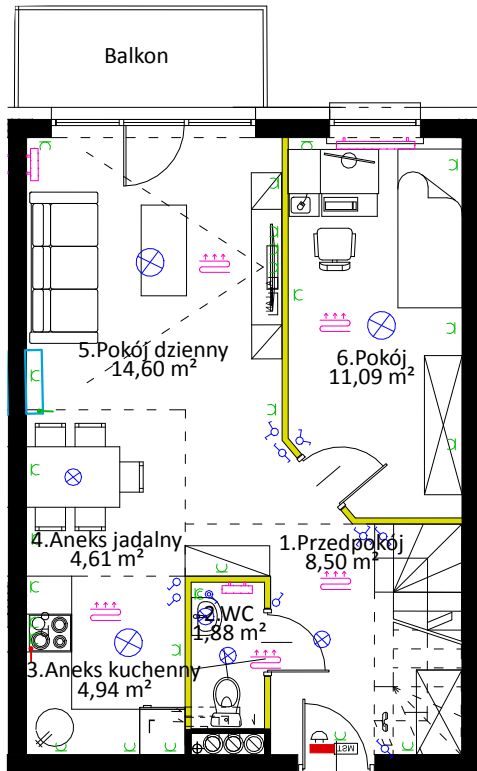 Balkon
5.Pokój dzienny
14,60 m²
6.Pokój
11,09 m²
4.Aneks jadalny
4,61 m²
1.Przedpokój
8,50 m²
2.WC
1,88 m²
3.Aneks kuchenny
4,94 m²
TSM